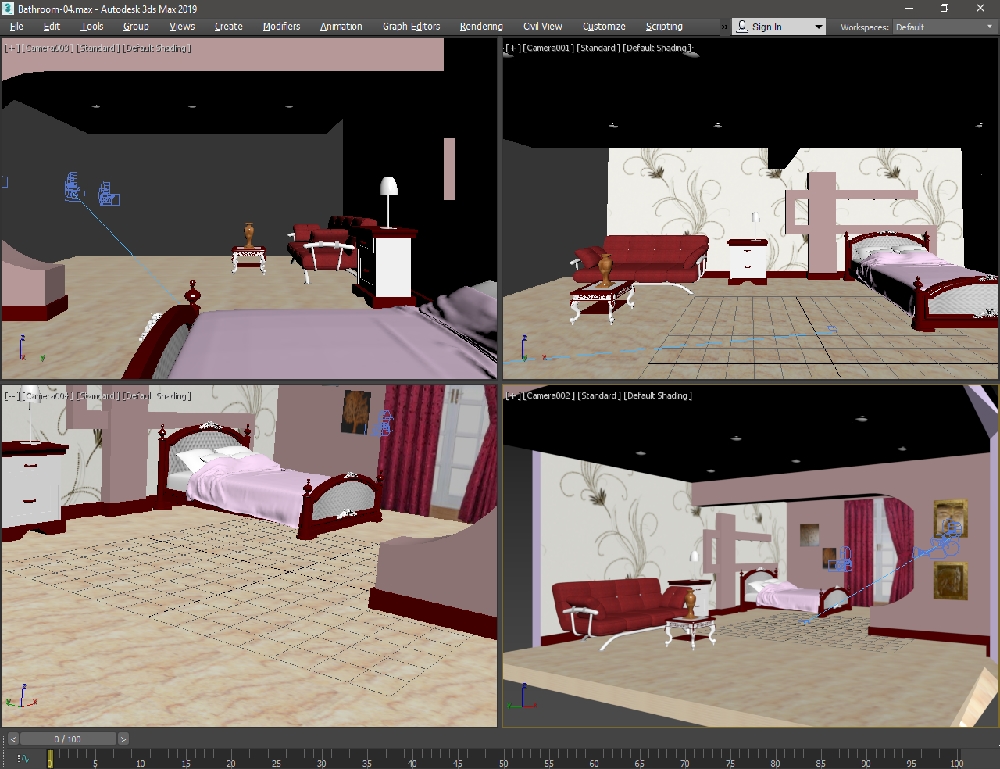 Bathroom-04.max - Autodesk 3ds Max 2019
File Edit Tools Group Views Create Modifiers Animation Graph Editors Rendering Civil View Customize Scripting » Sign In Workspaces: Default
[Camera003] [Standard] [Default Shading]
[+] [Camera001] [Standard] [Default Shading]
[Standard] [Default Shading]
[+] [Camera002] [Standard] [Default Shading]
< 0 / 100 >
0 5 10 15 20 25 30 35 40 45 50 55 60 65 70 75 80 85 90 95 100